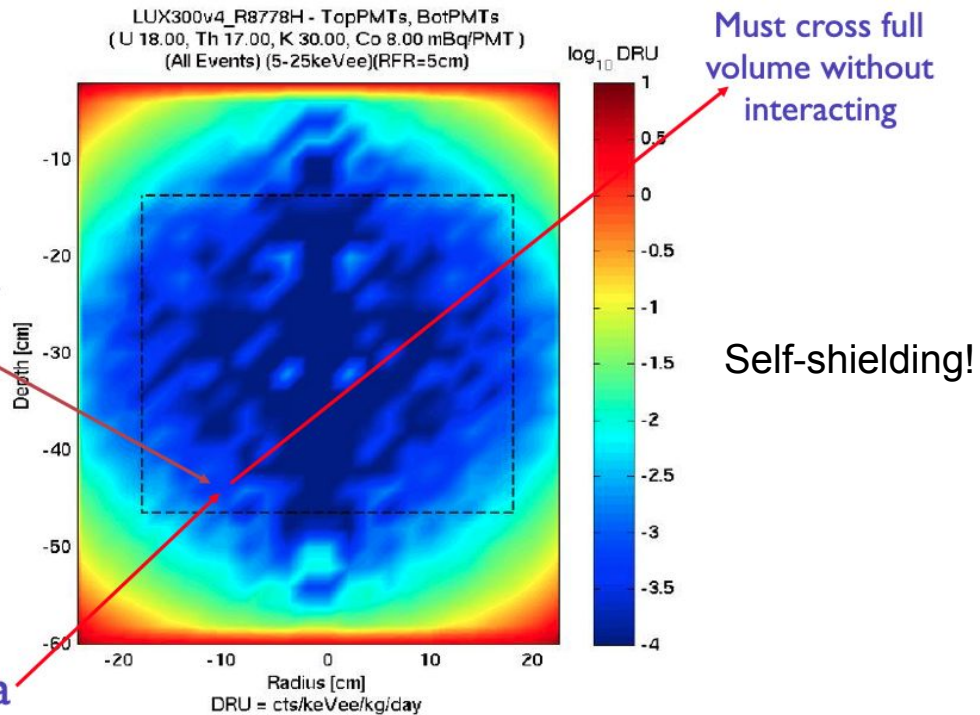 LUX300v4_R8778H - TopPMTs, BotPMTs
( U 18.00, Th 17.00, K 30.00, Co 8.00 mBq/PMT )
(All Events) (5-25keVee)(RFR=5cm)
log10 DRU
Must cross full
volume without
interacting
1
0.5
0
-0.5
-1
-1.5
-2
-2.5
-3
-3.5
-4
Self-shielding!
Depth [cm]
-10
-20
-30
-40
-50
-60
-20
-10
0
10
20
Radius [cm]
DRU = cts/keVee/kg/day
a